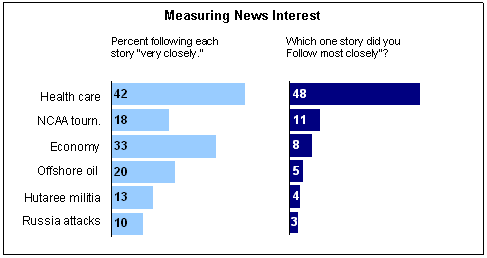 Measuring News Interest
Percent following each
story "very closely."
Which one story did you
Follow most closely"?
Health care 42 48
NCAA tourn. 18 11
Economy 33 8
Offshore oil 20 5
Hutaree militia 13 4
Russia attacks 10 3